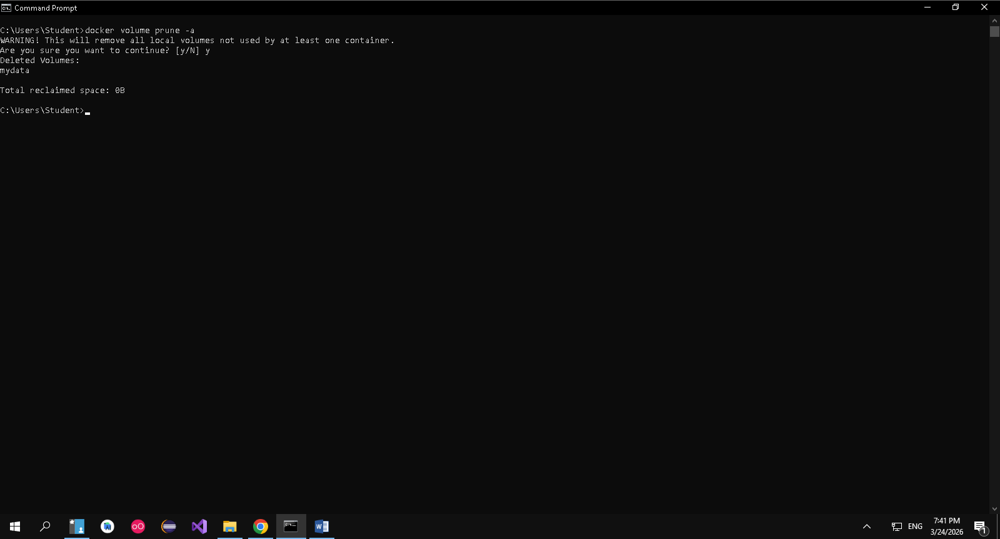 Command Prompt
C:\Users\Student>docker volume prune -a
WARNING! This will remove all local volumes not used by at least one container.
Are you sure you want to continue? [y/N] y
Deleted Volumes:
mydata
Total reclaimed space: 0B
C:\Users\Student>
ENG
7:41 PM
3/24/2026
1